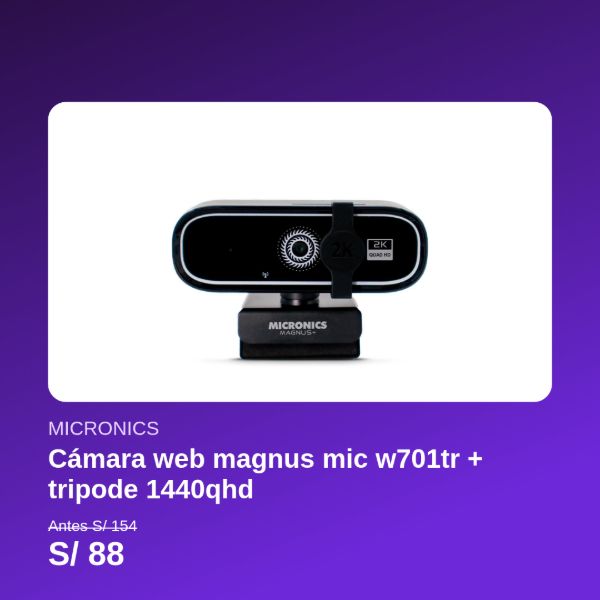 2K
2K
QUAD HD
MICRONICS
MAGNUS+
MICRONICS
Cámara web magnus mic w701tr +
tripode 1440qhd
Antes S/ 154
S/ 88